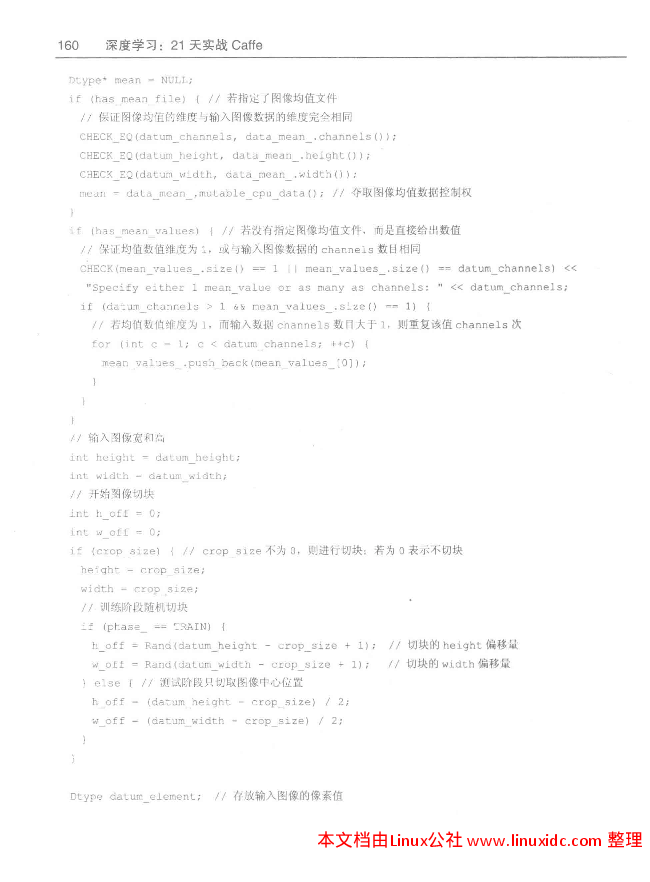 160 深度学习：21 天实战 Caffe
Dtype* mean = NULL;
if (has_mean_file) { // 若指定了图像均值文件
// 保证图像均值的维度与输入图像数据的维度完全相同
CHECK_EQ(datum_channels, data_mean_.channels());
CHECK_EQ(datum_height, data_mean_.height());
CHECK_EQ(datum_width, data_mean_.width());
mean = data_mean_.mutable_cpu_data(); // 夺取图像均值数据控制权
}
if (has_mean_values) { // 若没有指定图像均值文件，而是直接给出数值
// 保证均值数值维度为 1，或与输入图像数据的 channels 数目相同
CHECK(mean_values_.size() == 1 || mean_values_.size() == datum_channels) <<
"Specify either 1 mean_value or as many as channels: " << datum_channels;
if (datum_channels > 1 && mean_values_.size() == 1) {
// 若均值数值维度为 1，而输入数据 channels 数目大于 1，则重复该值 channels 次
for (int c = 1; c < datum_channels; ++c) {
mean_values_.push_back(mean_values_[0]);
}
}
}
// 输入图像宽和高
int height = datum_height;
int width = datum_width;
// 开始图像切块
int h_off = 0;
int w_off = 0;
if (crop_size) { // crop_size 不为 0，则进行切块；若为 0 表示不切块
height = crop_size;
width = crop_size;
// 训练阶段随机切块
if (phase_ == TRAIN) {
h_off = Rand(datum_height - crop_size + 1); // 切块的 height 偏移量
w_off = Rand(datum_width - crop_size + 1); // 切块的 width 偏移量
} else { // 测试阶段只切取图像中心位置
h_off = (datum_height - crop_size) / 2;
w_off = (datum_width - crop_size) / 2;
}
}
Dtype datum_element; // 存放输入图像的像素值
本文档由Linux公社 www.linuxidc.com 整理